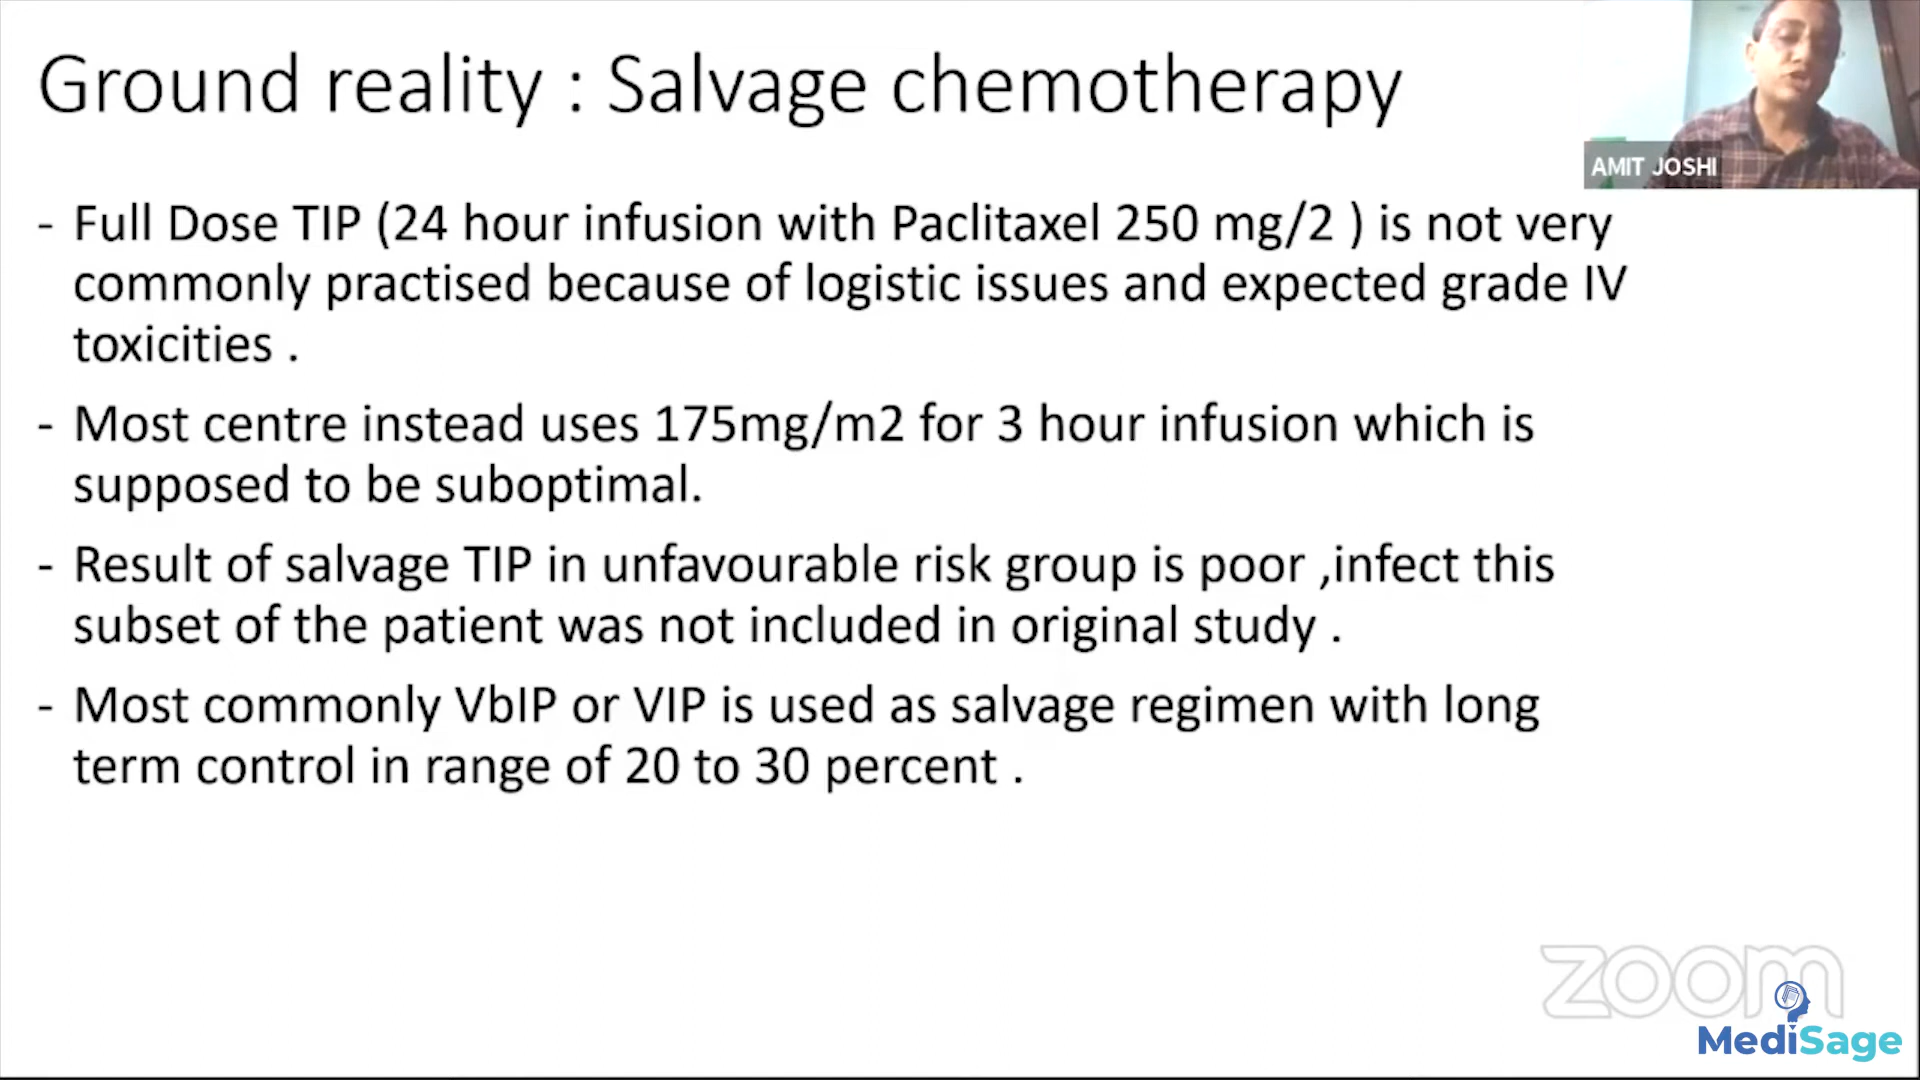 Ground reality : Salvage chemotherapy
AMIT JOSHI
- Full Dose TIP (24 hour infusion with Paclitaxel 250 mg/2 ) is not very
commonly practised because of logistic issues and expected grade IV
toxicities .
- Most centre instead uses 175mg/m2 for 3 hour infusion which is
supposed to be suboptimal.
- Result of salvage TIP in unfavourable risk group is poor ,infect this
subset of the patient was not included in original study .
- Most commonly VbIP or VIP is used as salvage regimen with long
term control in range of 20 to 30 percent .
zoom
MediSage